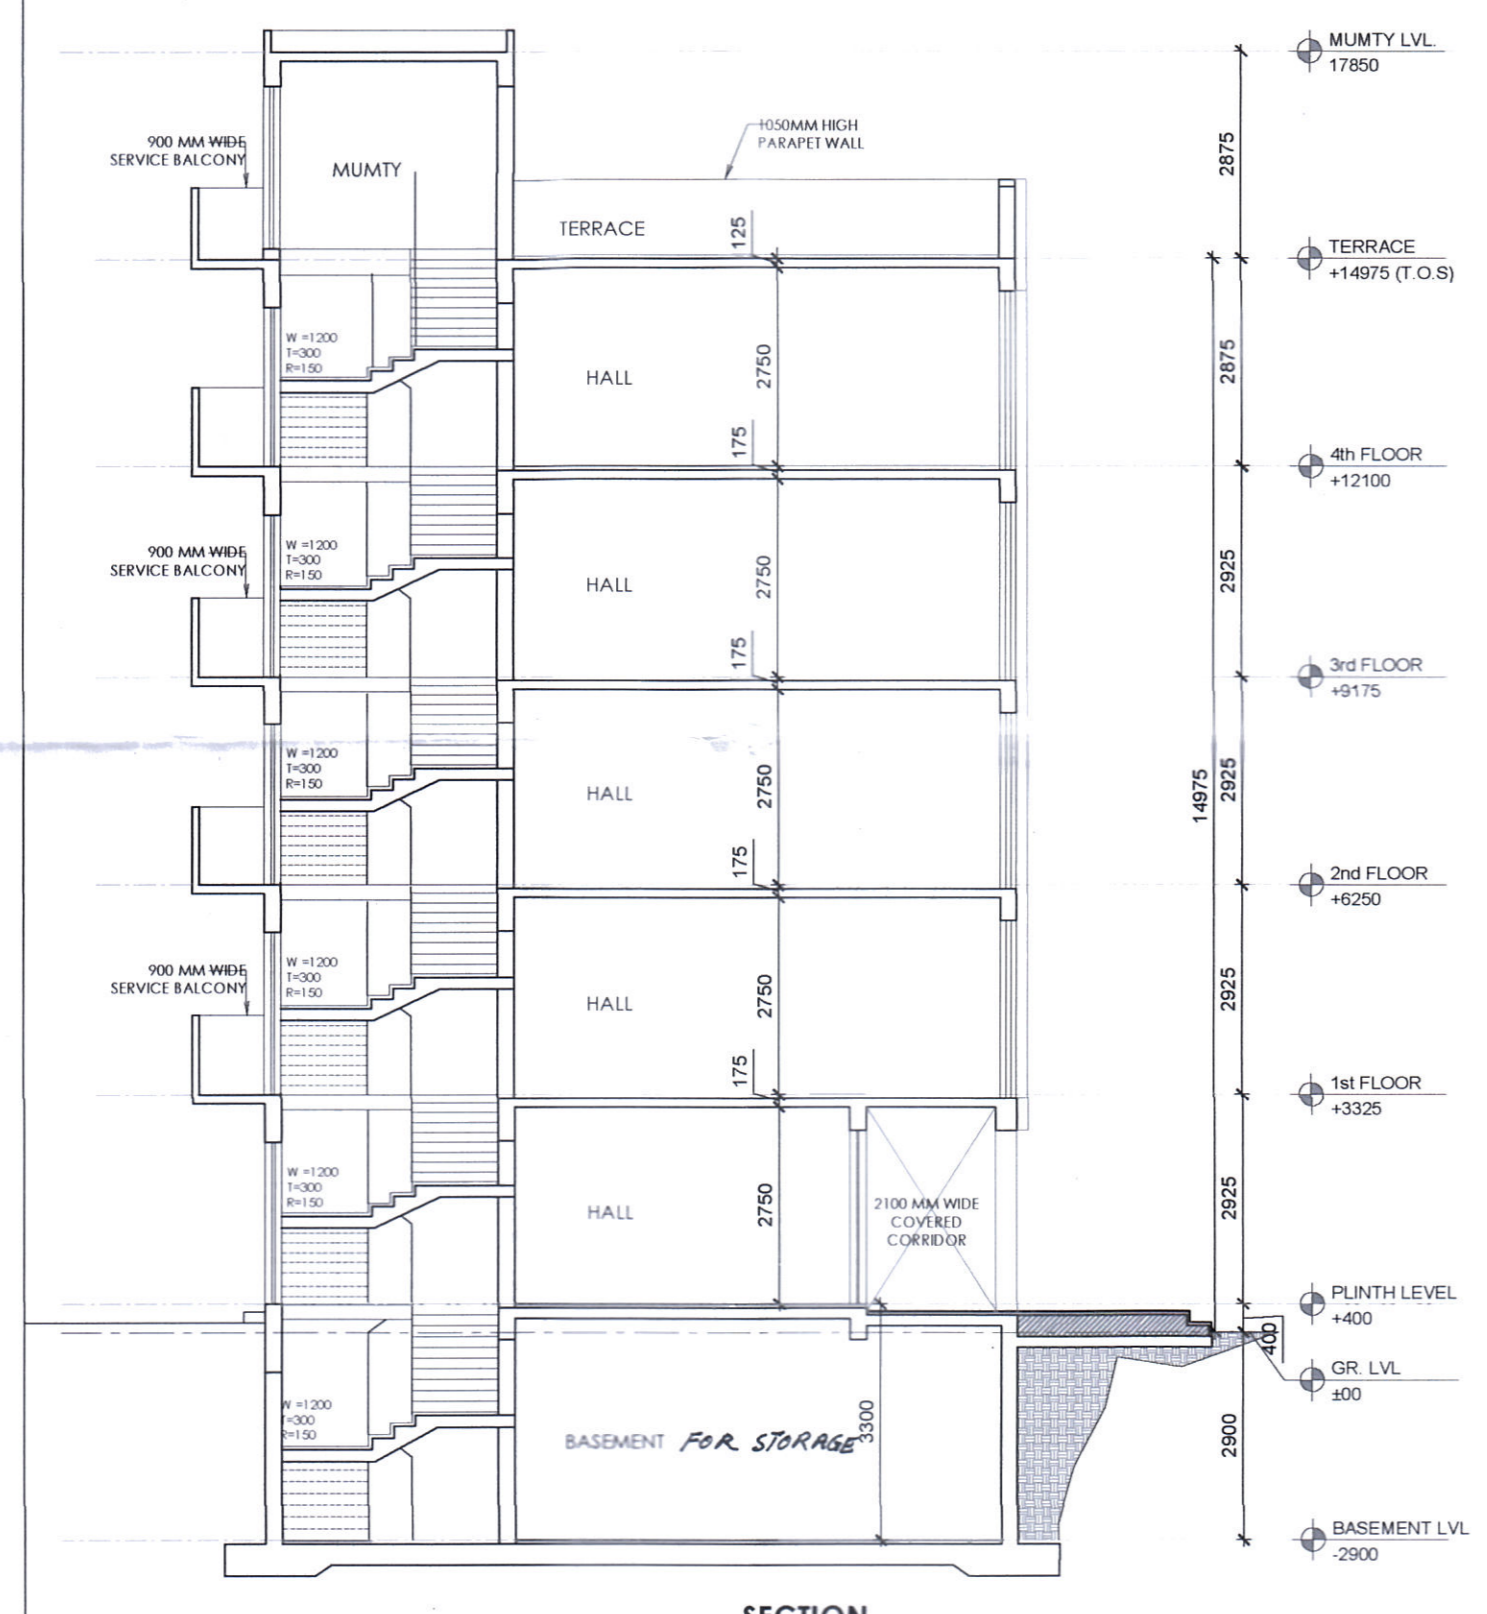 MUMTY LVL.
17850
1050MM HIGH
PARAPET WALL
900 MM WIDE
SERVICE BALCONY
MUMTY
2875
TERRACE
125
TERRACE
+14975 (T.O.S)
W =1200
T=300
R=150
HALL
2750
2875
175
4th FLOOR
+12100
900 MM WIDE
SERVICE BALCONY
W =1200
T=300
R=150
HALL
2750
2925
175
3rd FLOOR
+9175
W =1200
T=300
R=150
HALL
2750
14975
2925
175
2nd FLOOR
+6250
900 MM WIDE
SERVICE BALCONY
W =1200
T=300
R=150
HALL
2750
2925
175
1st FLOOR
+3325
W =1200
T=300
R=150
HALL
2750
2100 MM WIDE
COVERED
CORRIDOR
2925
PLINTH LEVEL
+400
400
GR. LVL
±00
W =1200
T=300
R=150
BASEMENT FOR STORAGE
3300
2900
BASEMENT LVL
-2900
SECTION